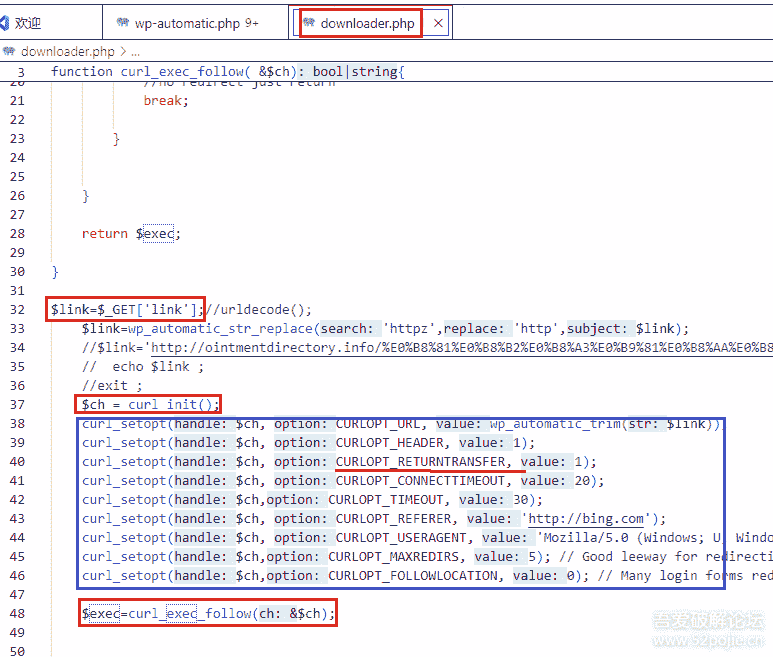 欢迎 wp-automatic.php 9+ downloader.php ×
downloader.php > ...
3 function curl_exec_follow( &$ch): bool|string{
20 //no redirect just return
21 break;
22
23 }
24
25
26 }
27
28 return $exec;
29
30 }
31
32 $link=$_GET['link'];//urldecode();
33 $link=wp_automatic_str_replace(search: 'httpz',replace: 'http',subject: $link);
34 //$link='http://ointmentdirectory.info/%E0%B8%81%E0%B8%B2%E0%B8%A3%E0%B9%81%E0%B8%AA%E0%B8
35 // echo $link ;
36 //exit ;
37 $ch = curl_init();
38 curl_setopt(handle: $ch, option: CURLOPT_URL, value: wp_automatic_trim(str: $link));
39 curl_setopt(handle: $ch, option: CURLOPT_HEADER, value: 1);
40 curl_setopt(handle: $ch, option: CURLOPT_RETURNTRANSFER, value: 1);
41 curl_setopt(handle: $ch, option: CURLOPT_CONNECTTIMEOUT, value: 20);
42 curl_setopt(handle: $ch,option: CURLOPT_TIMEOUT, value: 30);
43 curl_setopt(handle: $ch, option: CURLOPT_REFERER, value: 'http://bing.com');
44 curl_setopt(handle: $ch, option: CURLOPT_USERAGENT, value: 'Mozilla/5.0 (Windows; U; Windo
45 curl_setopt(handle: $ch,option: CURLOPT_MAXREDIRS, value: 5); // Good leeway for redirecti
46 curl_setopt(handle: $ch,option: CURLOPT_FOLLOWLOCATION, value: 0); // Many login forms red
47
48 $exec=curl_exec_follow(ch: &$ch);
49
50
吾爱破解论坛
www.52pojie.cn